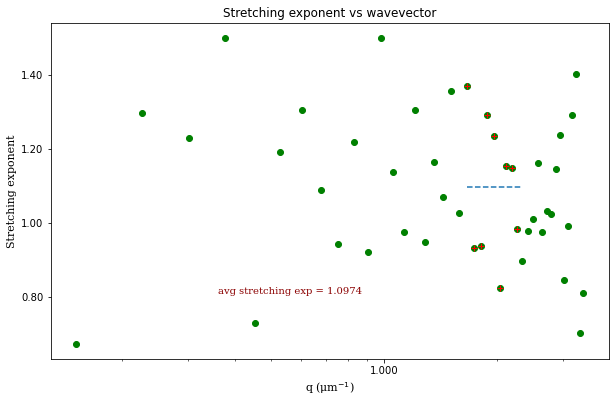 Stretching exponent vs wavevector
1.40
1.20
1.00
0.80
Stretching exponent
avg stretching exp = 1.0974
1.000
q (μm⁻¹)